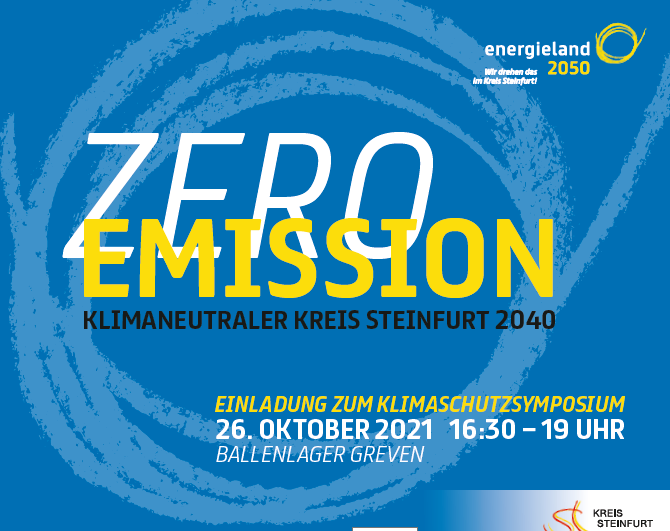 energieland
2050
Wir drehen das
im Kreis Steinfurt!
ZERO
EMISSION
KLIMANEUTRALER KREIS STEINFURT 2040
EINLADUNG ZUM KLIMASCHUTZSYMPOSIUM
26. OKTOBER 2021 16:30 – 19 UHR
BALLENLAGER GREVEN
KREIS
STEINFURT